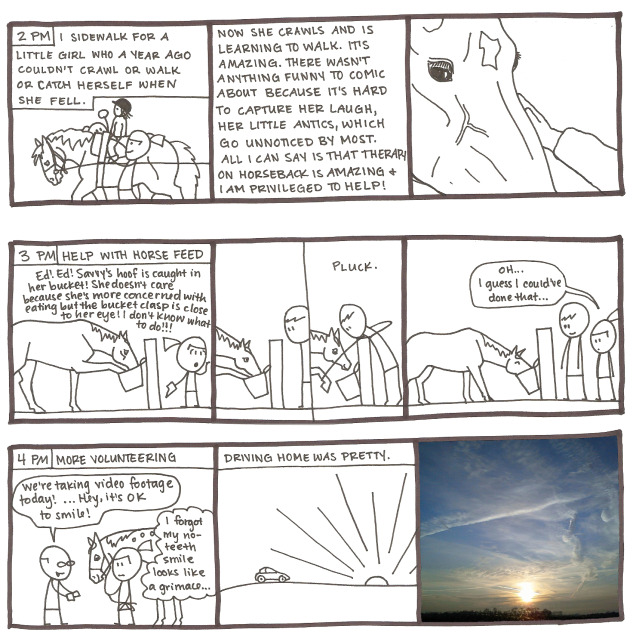 2 PM I SIDEWALK FOR A
LITTLE GIRL WHO A YEAR AGO
COULDN'T CRAWL OR WALK
OR CATCH HERSELF WHEN
SHE FELL.
NOW SHE CRAWLS AND IS
LEARNING TO WALK. IT'S
AMAZING. THERE WASN'T
ANYTHING FUNNY TO COMIC
ABOUT BECAUSE IT'S HARD
TO CAPTURE HER LAUGH,
HER LITTLE ANTICS, WHICH
GO UNNOTICED BY MOST.
ALL I CAN SAY IS THAT THERAPY
ON HORSEBACK IS AMAZING +
I AM PRIVILEGED TO HELP!
3 PM HELP WITH HORSE FEED
Ed! Ed! Savvy's hoof is caught in
her bucket! She doesn't care
because she's more concerned with
eating but the bucket clasp is close
to her eye! I don't know what
to do!!!
PLUCK.
OH...
I guess I could've
done that...
4 PM MORE VOLUNTEERING
We're taking video footage
today! ... Hey, it's OK
to smile!
I forgot
my no-
teeth
smile
looks like
a grimace...
DRIVING HOME WAS PRETTY.